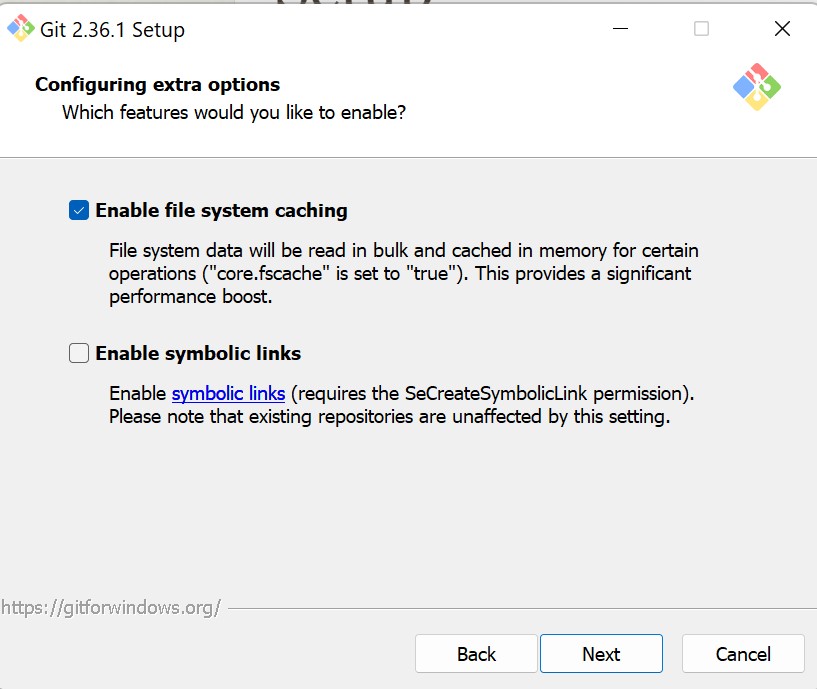 Git 2.36.1 Setup
Configuring extra options
Which features would you like to enable?
Enable file system caching
File system data will be read in bulk and cached in memory for certain
operations ("core.fscache" is set to "true"). This provides a significant
performance boost.
Enable symbolic links
Enable symbolic links (requires the SeCreateSymbolicLink permission).
Please note that existing repositories are unaffected by this setting.
https://gitforwindows.org/
Back
Next
Cancel